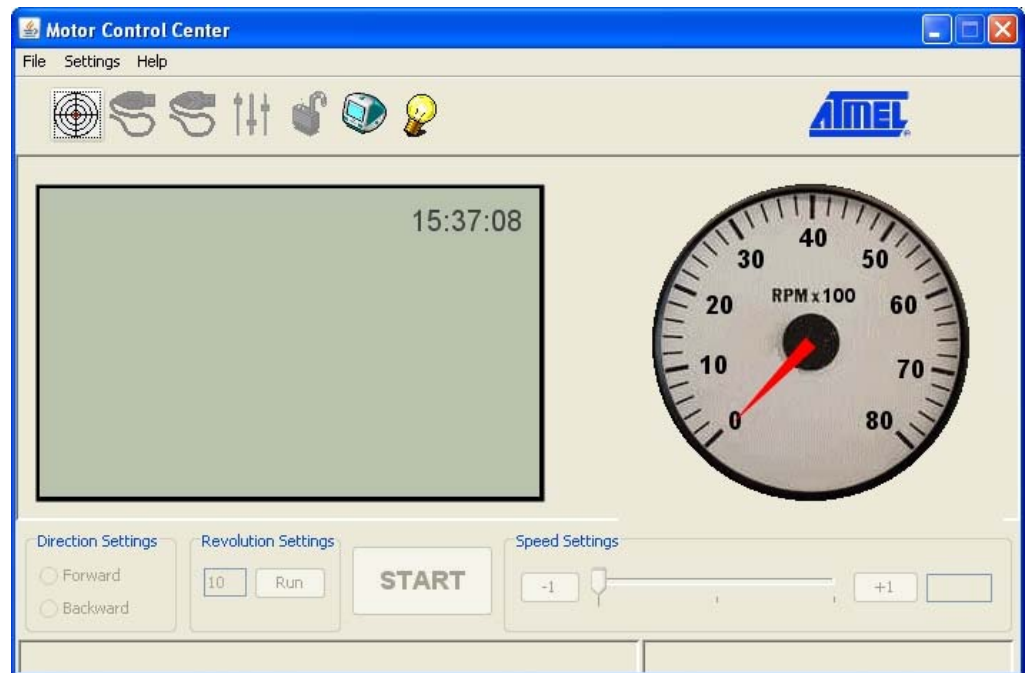 Motor Control Center
File Settings Help
ATMEL
15:37:08
40
30 50
RPM x 100
20 60
10 70
0 80
Direction Settings
Forward
Backward
Revolution Settings
10 Run
START
Speed Settings
-1 +1